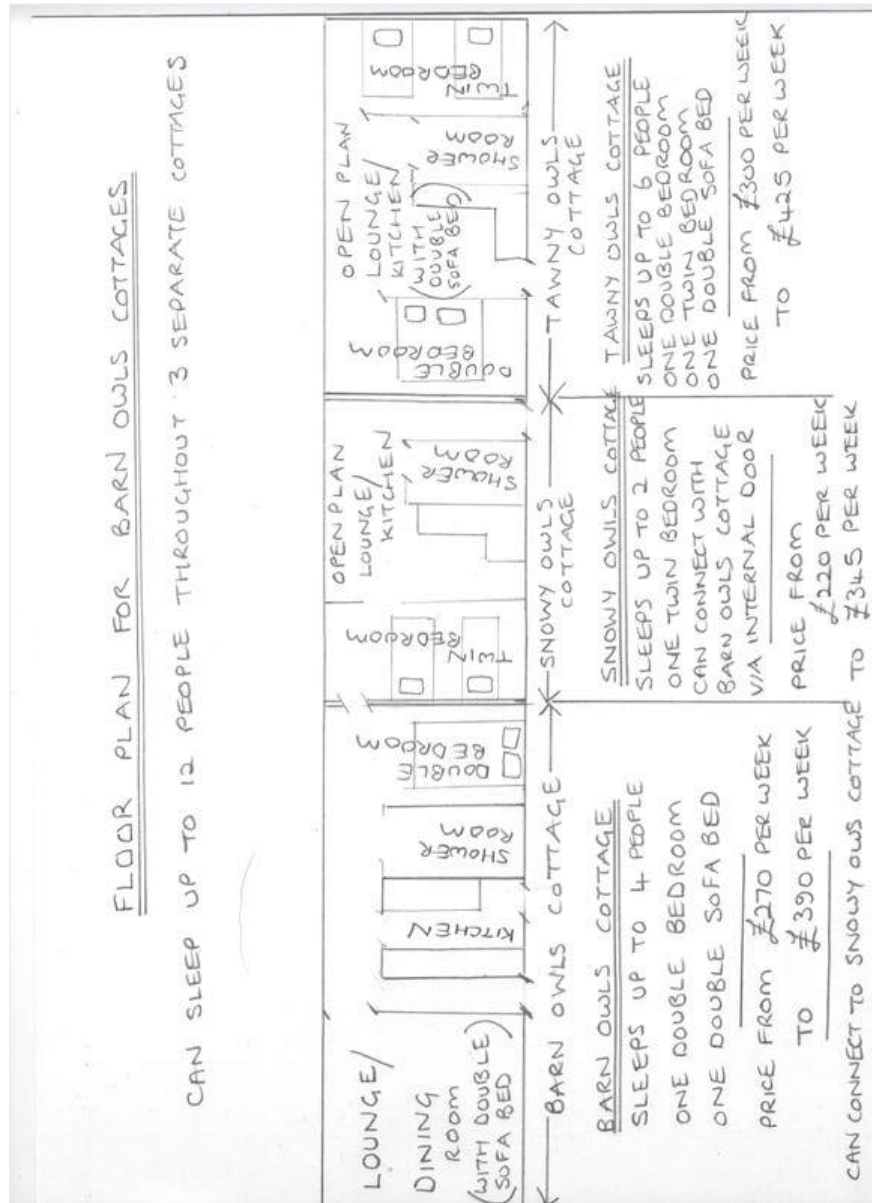 FLOOR PLAN FOR BARN OWLS COTTAGES
CAN SLEEP UP TO 12 PEOPLE THROUGHOUT 3 SEPARATE COTTAGES
LOUNGE/
DINING
ROOM
(WITH DOUBLE
SOFA BED)
KITCHEN
SHOWER
ROOM
DOUBLE
BEDROOM
TWIN
BEDROOM
OPEN PLAN
LOUNGE/
KITCHEN
SHOWER
ROOM
DOUBLE
BEDROOM
OPEN PLAN
LOUNGE/
KITCHEN
(WITH
DOUBLE
SOFA BED)
SHOWER
ROOM
TWIN
BEDROOM
BARN OWLS COTTAGE
SNOWY OWLS
COTTAGE
TAWNY OWLS
COTTAGE
BARN OWLS COTTAGE
SLEEPS UP TO 4 PEOPLE
ONE DOUBLE BEDROOM
ONE DOUBLE SOFA BED
PRICE FROM £270 PER WEEK
TO £390 PER WEEK
CAN CONNECT TO SNOWY OWS COTTAGE
SNOWY OWLS COTTAGE
SLEEPS UP TO 2 PEOPLE
ONE TWIN BEDROOM
CAN CONNECT WITH
BARN OWLS COTTAGE
VIA INTERNAL DOOR
PRICE FROM
£220 PER WEEK
TO £345 PER WEEK
TAWNY OWLS COTTAGE
SLEEPS UP TO 6 PEOPLE
ONE DOUBLE BEDROOM
ONE TWIN BEDROOM
ONE DOUBLE SOFA BED
PRICE FROM £300 PER WEEK
TO £425 PER WEEK